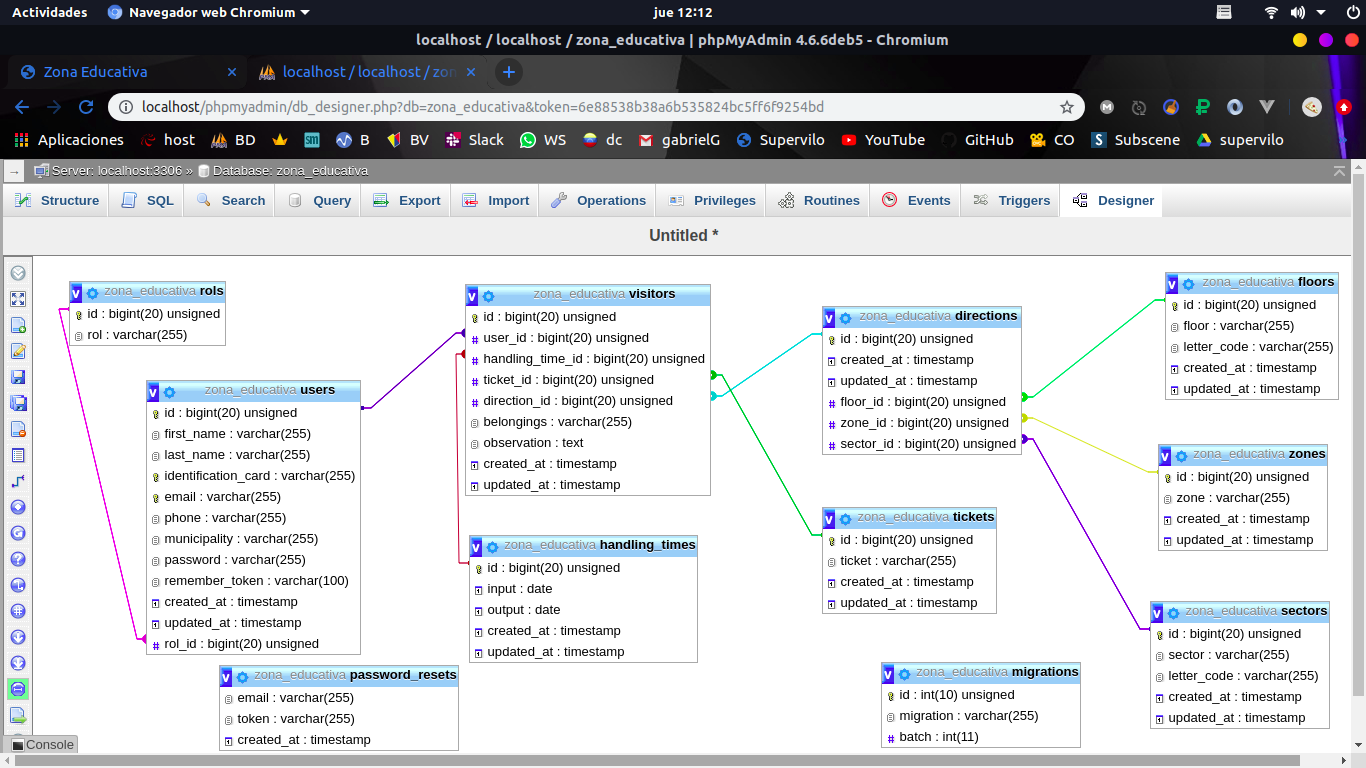 Actividades Navegador web Chromium jue 12:12
localhost / localhost / zona_educativa | phpMyAdmin 4.6.6deb5 - Chromium
Zona Educativa localhost / localhost / zon
localhost/phpmyadmin/db_designer.php?db=zona_educativa&token=6e88538b38a6b535824bc5ff6f9254bd
Aplicaciones host BD sm B BV Slack WS dc gabrielG Supervilo YouTube GitHub CO Subscene supervilo
Server: localhost:3306 » Database: zona_educativa
Structure SQL Search Query Export Import Operations Privileges Routines Events Triggers Designer
Untitled *
zona_educativa rols
id : bigint(20) unsigned
rol : varchar(255)
zona_educativa users
id : bigint(20) unsigned
first_name : varchar(255)
last_name : varchar(255)
identification_card : varchar(255)
email : varchar(255)
phone : varchar(255)
municipality : varchar(255)
password : varchar(255)
remember_token : varchar(100)
created_at : timestamp
updated_at : timestamp
rol_id : bigint(20) unsigned
zona_educativa password_resets
email : varchar(255)
token : varchar(255)
created_at : timestamp
zona_educativa visitors
id : bigint(20) unsigned
user_id : bigint(20) unsigned
handling_time_id : bigint(20) unsigned
ticket_id : bigint(20) unsigned
direction_id : bigint(20) unsigned
belongings : varchar(255)
observation : text
created_at : timestamp
updated_at : timestamp
zona_educativa handling_times
id : bigint(20) unsigned
input : date
output : date
created_at : timestamp
updated_at : timestamp
zona_educativa directions
id : bigint(20) unsigned
created_at : timestamp
updated_at : timestamp
floor_id : bigint(20) unsigned
zone_id : bigint(20) unsigned
sector_id : bigint(20) unsigned
zona_educativa tickets
id : bigint(20) unsigned
ticket : varchar(255)
created_at : timestamp
updated_at : timestamp
zona_educativa migrations
id : int(10) unsigned
migration : varchar(255)
batch : int(11)
zona_educativa floors
id : bigint(20) unsigned
floor : varchar(255)
letter_code : varchar(255)
created_at : timestamp
updated_at : timestamp
zona_educativa zones
id : bigint(20) unsigned
zone : varchar(255)
created_at : timestamp
updated_at : timestamp
zona_educativa sectors
id : bigint(20) unsigned
sector : varchar(255)
letter_code : varchar(255)
created_at : timestamp
updated_at : timestamp
Console